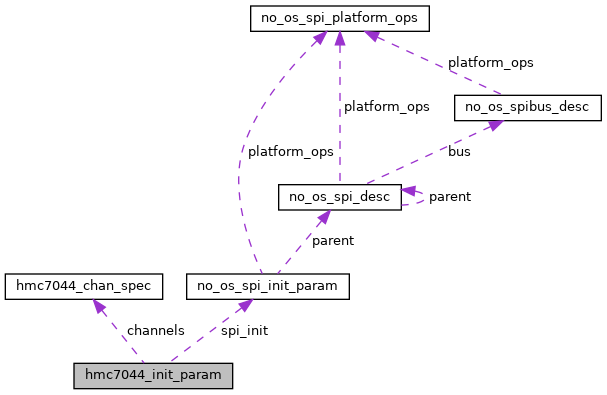 no_os_spi_platform_ops
platform_ops
no_os_spibus_desc
platform_ops
platform_ops
bus
no_os_spi_desc
parent
parent
hmc7044_chan_spec
no_os_spi_init_param
channels
spi_init
hmc7044_init_param